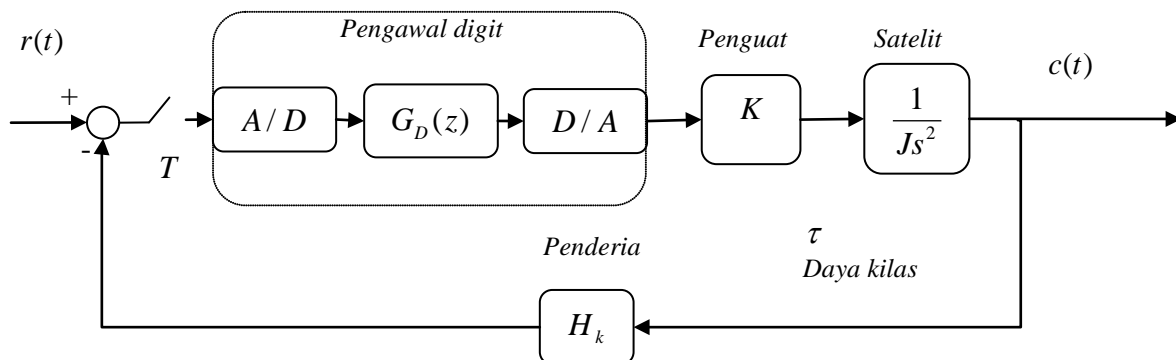 Pengawal digit
r(t)
Penguat
Satelit
c(t)
+
-
T
A / D
G_D(z)
D / A
K
1
Js^2
τ
Daya kilas
Penderia
H_k